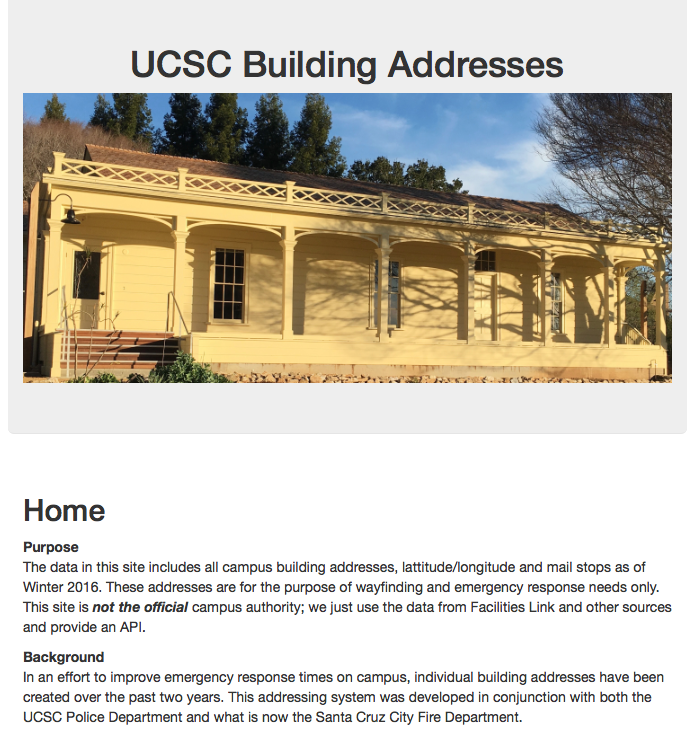 UCSC Building Addresses
Home
Purpose
The data in this site includes all campus building addresses, lattitude/longitude and mail stops as of
Winter 2016. These addresses are for the purpose of wayfinding and emergency response needs only.
This site is not the official campus authority; we just use the data from Facilities Link and other sources
and provide an API.
Background
In an effort to improve emergency response times on campus, individual building addresses have been
created over the past two years. This addressing system was developed in conjunction with both the
UCSC Police Department and what is now the Santa Cruz City Fire Department.